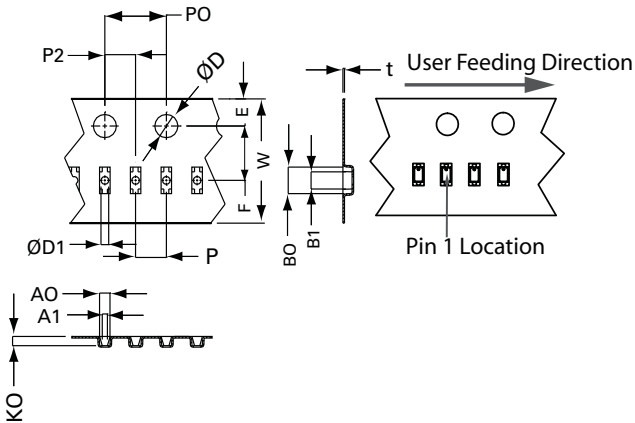 PO
P2
ØD
E
W
F
ØD1
P
t
User Feeding Direction
BO
B1
Pin 1 Location
AO
A1
KO